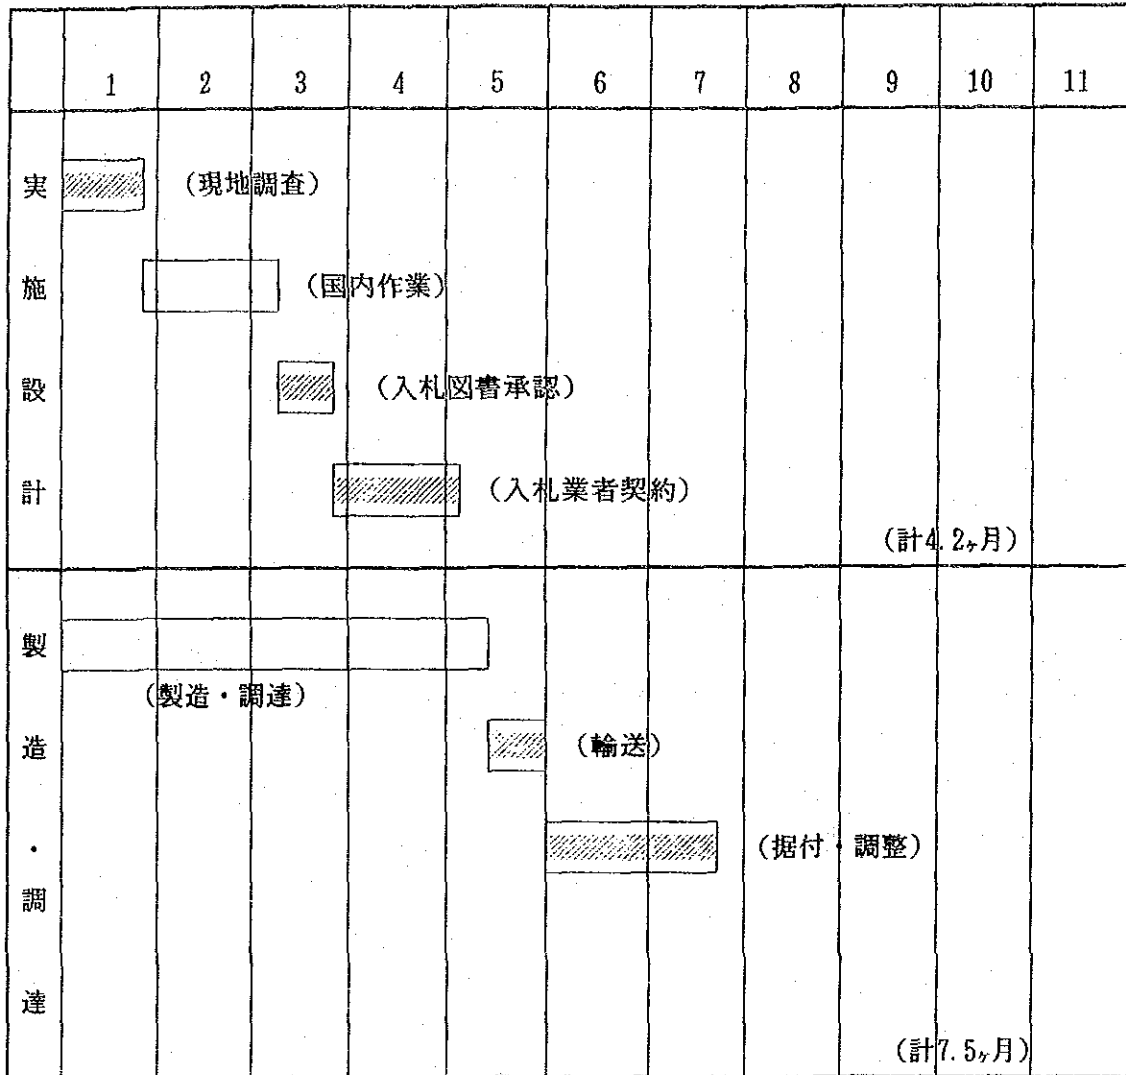 1 2 3 4 5 6 7 8 9 10 11
実施設計
(現地調査)
(国内作業)
(入札図書承認)
(入札業者契約)
(計4.2ヶ月)
製造・調達
(製造・調達)
(輸送)
(据付・調整)
(計7.5ヶ月)